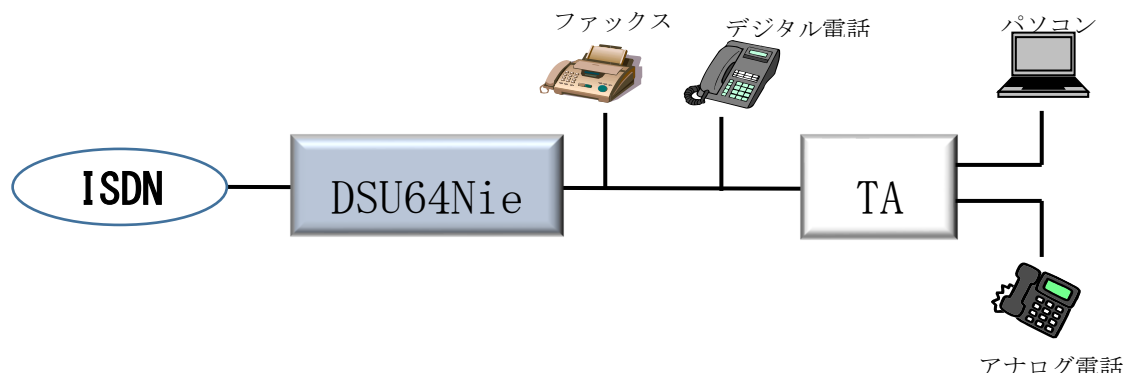 ファックス
デジタル電話
パソコン
ISDN
DSU64Nie
TA
アナログ電話